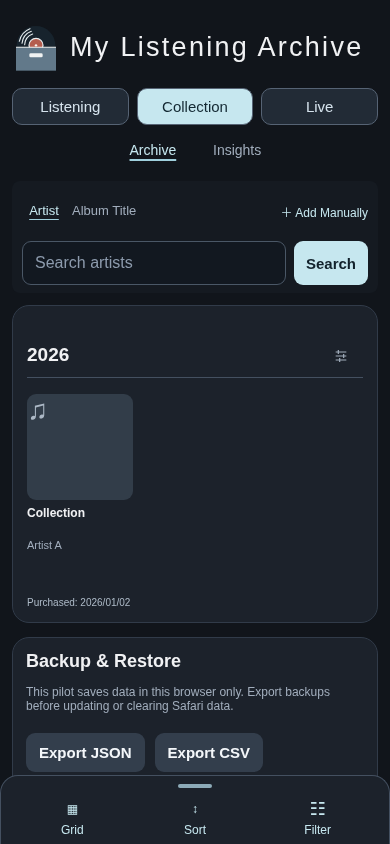 My Listening Archive
Listening
Collection
Live
Archive
Insights
Artist
Album Title
+ Add Manually
Search artists
Search
2026
Collection
Artist A
Purchased: 2026/01/02
Backup & Restore
This pilot saves data in this browser only. Export backups
before updating or clearing Safari data.
Export JSON
Export CSV
Grid
Sort
Filter